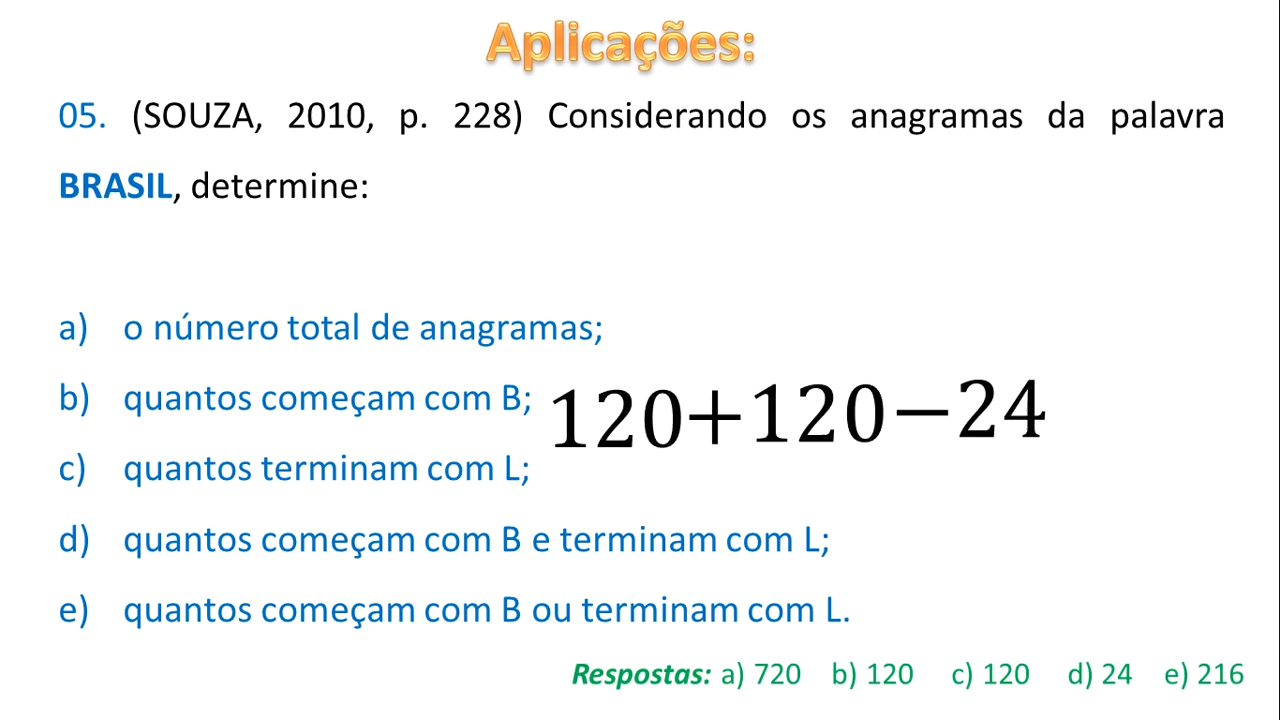 Aplicações:
05. (SOUZA, 2010, p. 228) Considerando os anagramas da palavra
BRASIL, determine:
a) o número total de anagramas;
b) quantos começam com B;
120+120−24
c) quantos terminam com L;
d) quantos começam com B e terminam com L;
e) quantos começam com B ou terminam com L.
Respostas: a) 720 b) 120 c) 120 d) 24 e) 216